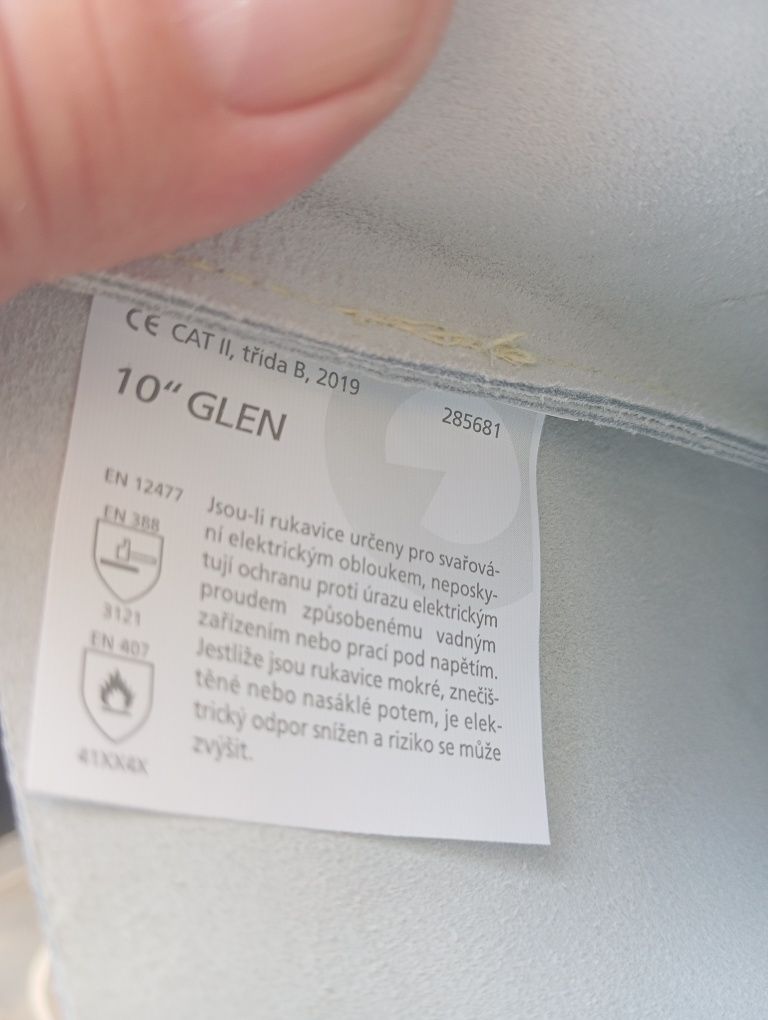 CE CAT II, třída B, 2019
10“ GLEN
285681
EN 12477
EN 388
3121
EN 407
41XX4X
Jsou-li rukavice určeny pro svařová-
ní elektrickým obloukem, neposky-
tují ochranu proti úrazu elektrickým
proudem způsobenému vadným
zařízením nebo prací pod napětím.
Jestliže jsou rukavice mokré, znečiš-
těné nebo nasáklé potem, je elek-
trický odpor snížen a riziko se může
zvýšit.